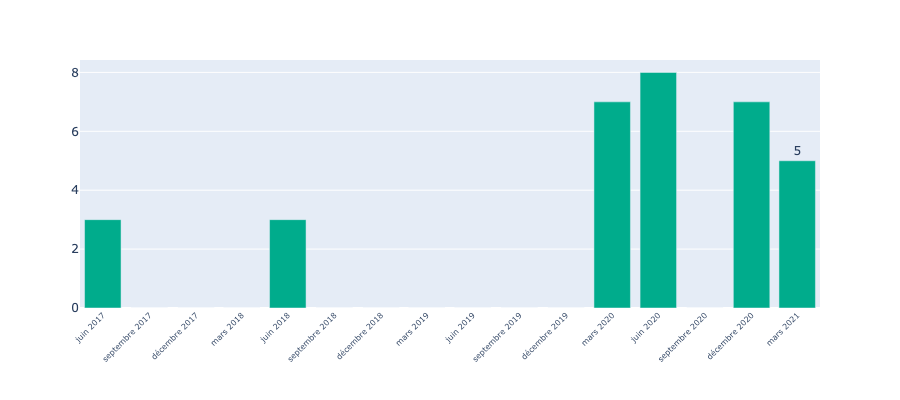 8
6
5
4
2
0
juin 2017
septembre 2017
décembre 2017
mars 2018
juin 2018
septembre 2018
décembre 2018
mars 2019
juin 2019
septembre 2019
décembre 2019
mars 2020
juin 2020
septembre 2020
décembre 2020
mars 2021